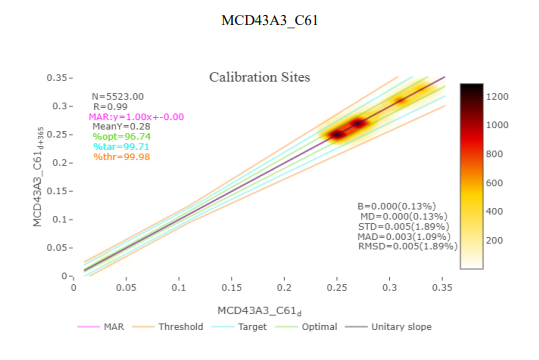 MCD43A3_C61
Calibration Sites
N=5523.00
R=0.99
MAR:y=1.00x+-0.00
MeanY=0.28
%opt=96.74
%tar=99.71
%thr=99.98
B=0.000(0.13%)
MD=0.000(0.13%)
STD=0.005(1.89%)
MAD=0.003(1.09%)
RMSD=0.005(1.89%)
MCD43A3_C61d+365
0.35
0.3
0.25
0.2
0.15
0.1
0.05
0
0 0.05 0.1 0.15 0.2 0.25 0.3 0.35
MCD43A3_C61d
1200
1000
800
600
400
200
MAR Threshold Target Optimal Unitary slope